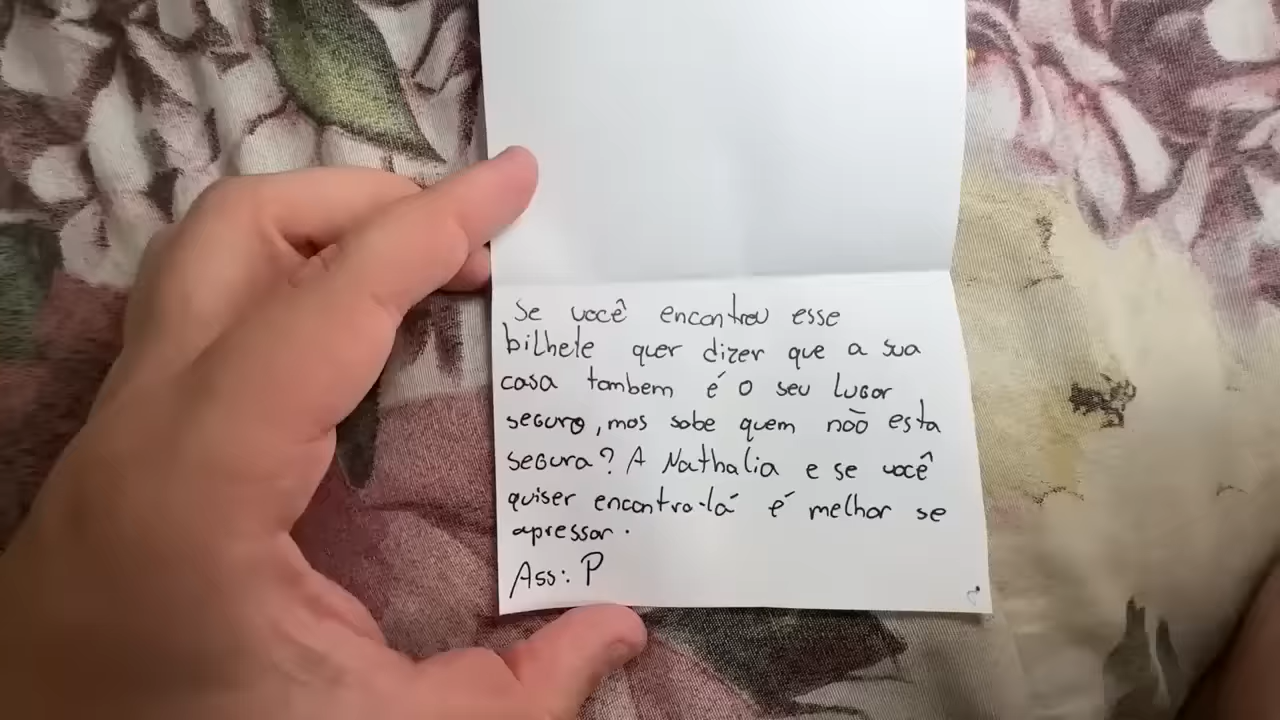 Se você encontrou esse
bilhete quer dizer que a sua
casa tambem é o seu lugar
seguro, mas sabe quem não esta
segura? A Nathalia e se você
quiser encontra-lá é melhor se
apressar.
Ass: P